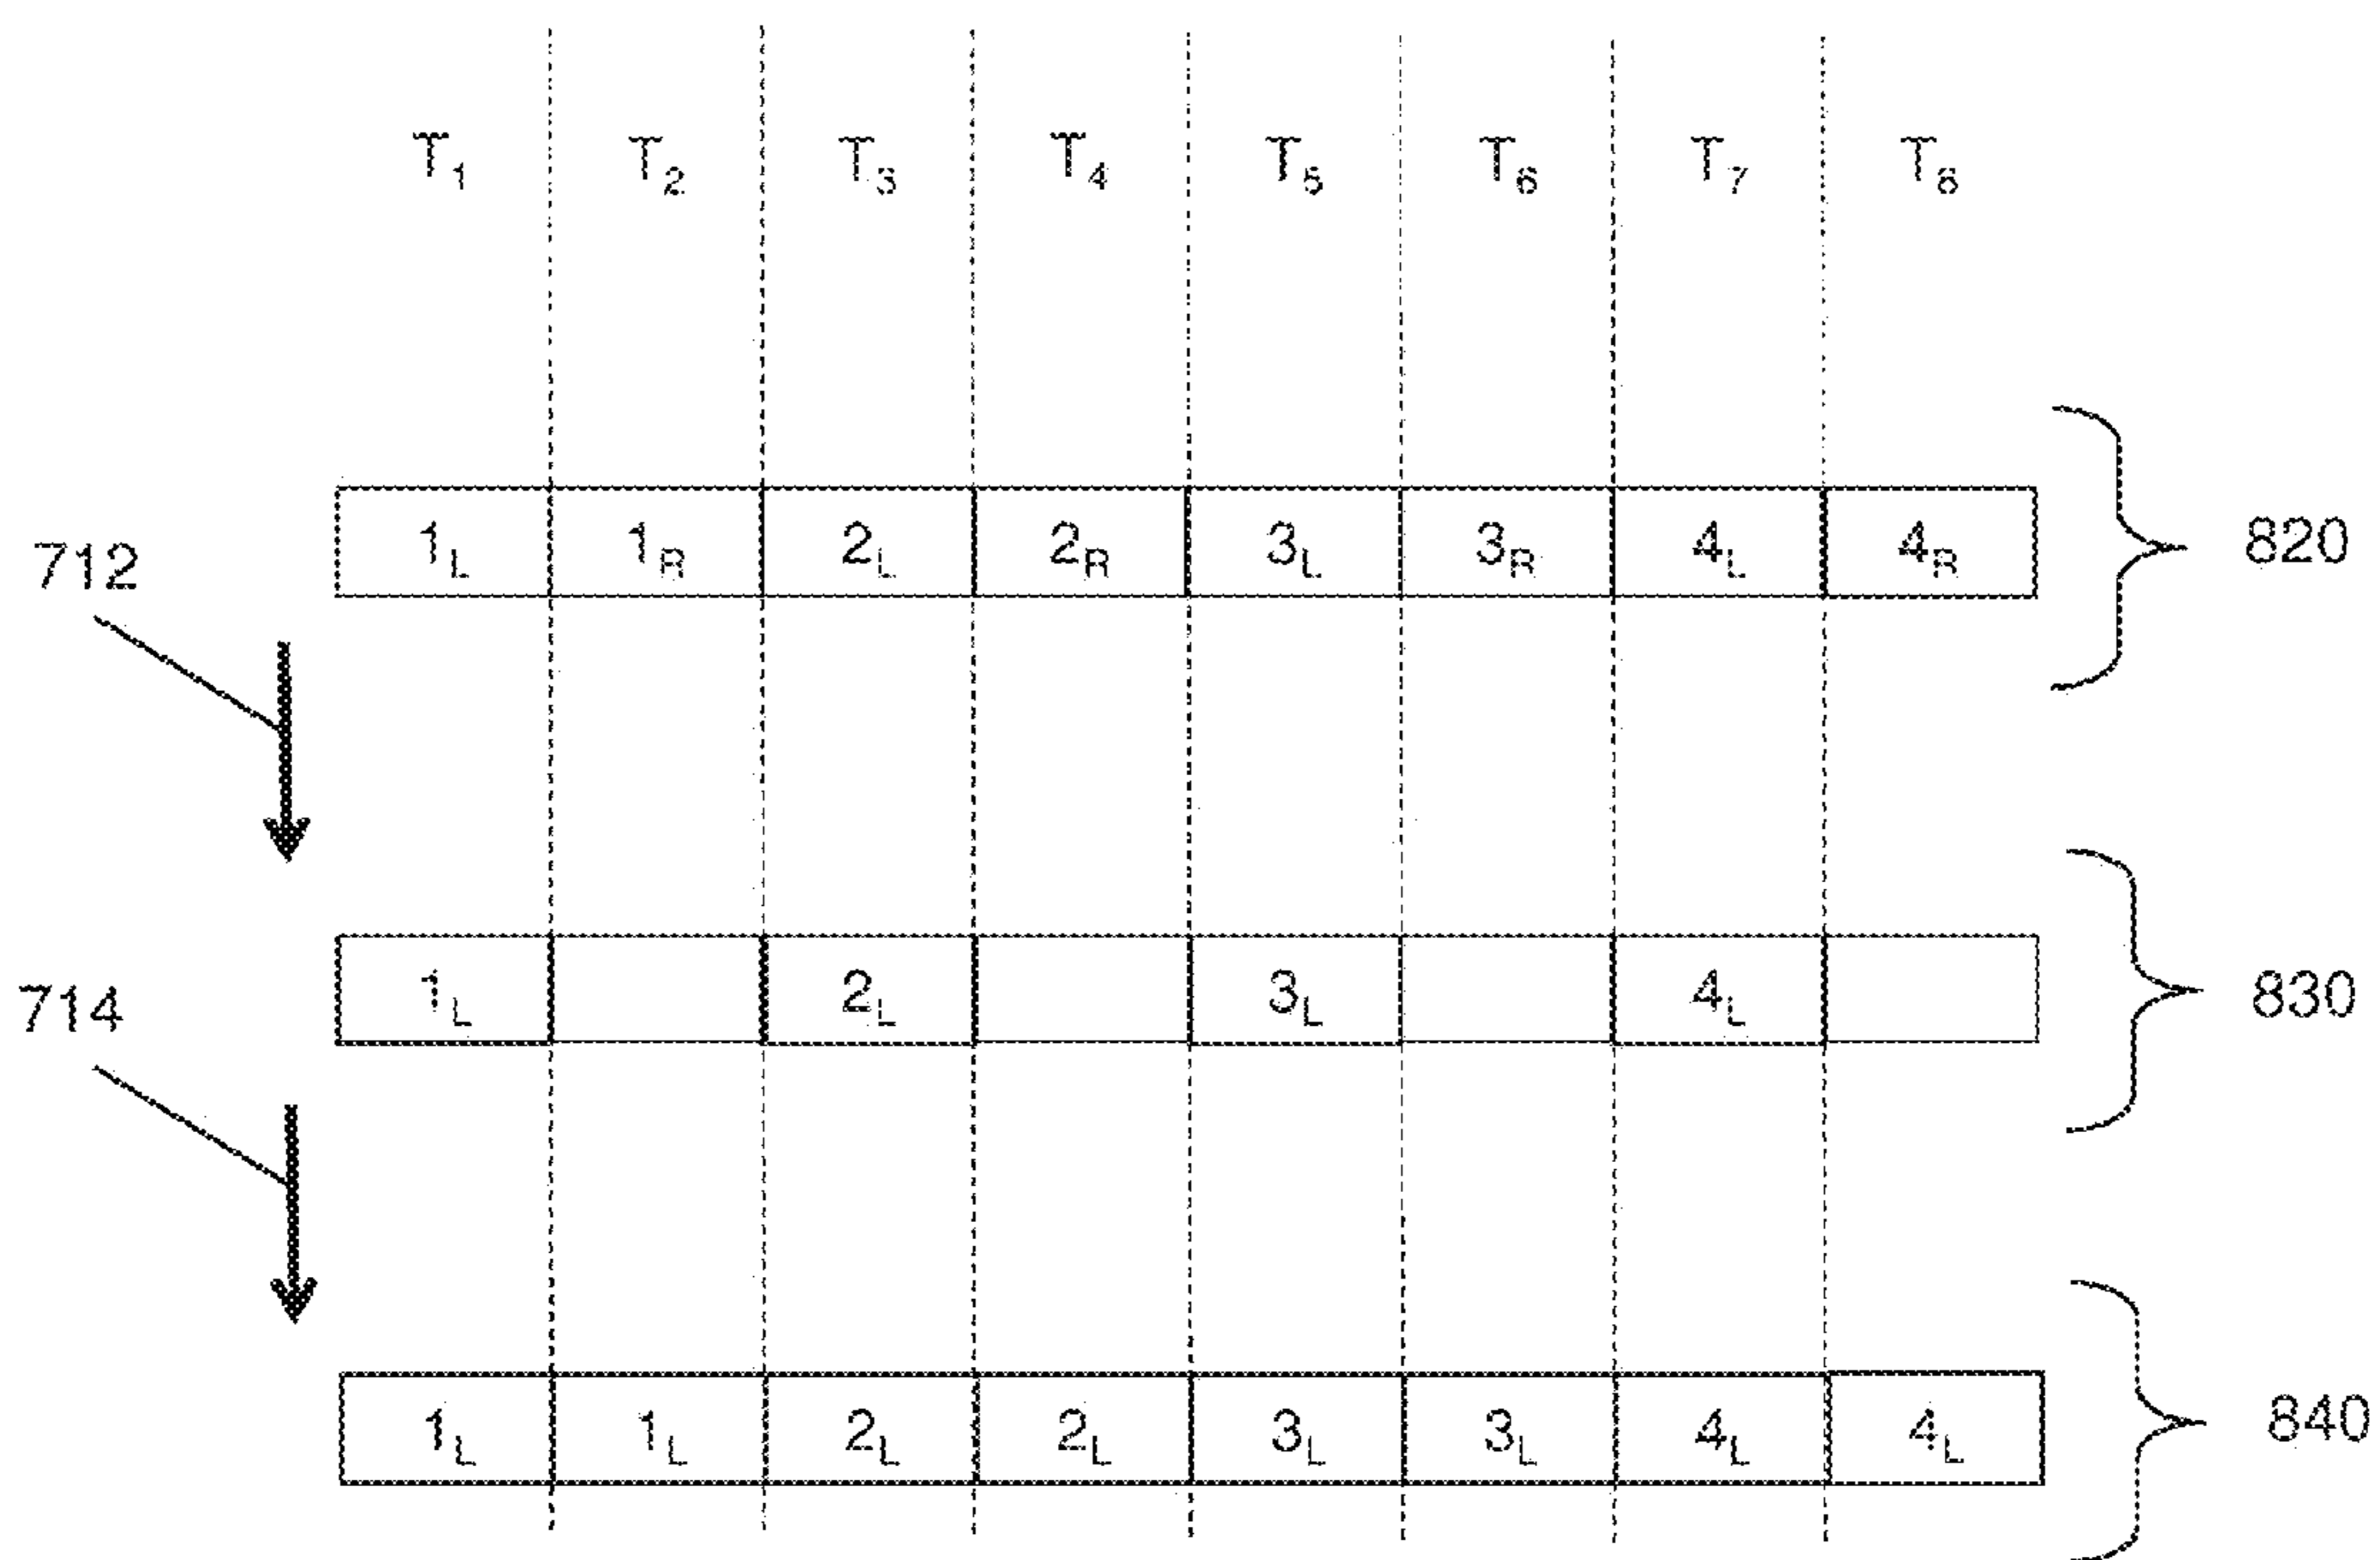 T₁ T₂ T₃ T₄ T₅ T₆ T₇ T₈
1L 1R 2L 2R 3L 3R 4L 4R 820
712
1L 2L 3L 4L 830
714
1L 1L 2L 2L 3L 3L 4L 4L 840